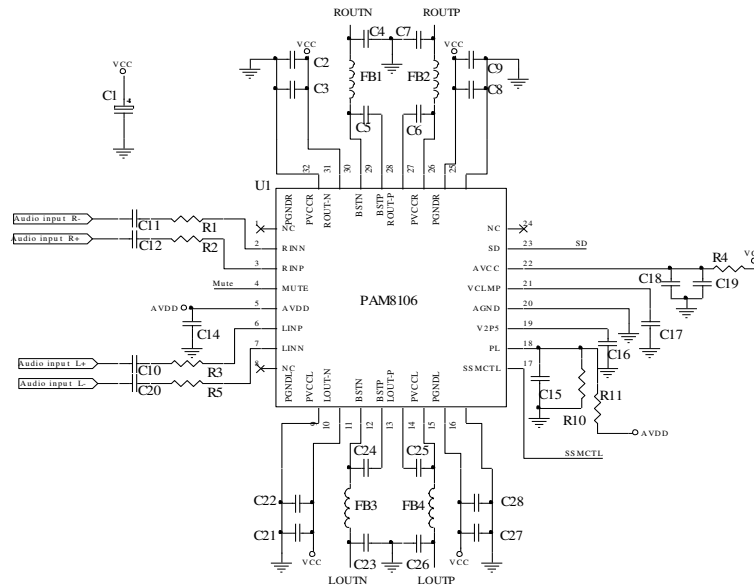 ROUTN ROUTP
VCC C4 C7 VCC
C2 C9
VCC FB1 FB2
C3 C8
C1
C5 C6
32 31 30 29 28 27 26 25
U1
PGNDR PVCCR ROUT-N BSTN BSTP ROUT-P PVCCR PGNDR
Audio input R- C11 R1 1 NC NC 24
Audio input R+ C12 R2 2 RINN SD 23 SD
3 RINP AVCC 22 R4 VC
Mute 4 MUTE VCLMP 21 C18 C19
PAM8106
AVDD 5 AVDD AGND 20
C14 6 LINP V2P5 19 C17
7 LINN PL 18 C16
Audio input L+ C10 R3 8 NC SSMCTL 17
Audio input L- C20 R5 C15 R11
PGNDL PVCCL LOUT-N BSTN BSTP LOUT-P PVCCL PGNDL
R10
9 10 11 12 13 14 15 16
AVDD
C24 C25
SSMCTL
C22 FB3 FB4 C28
C21 C27
VCC C23 C26 VCC
LOUTN LOUTP